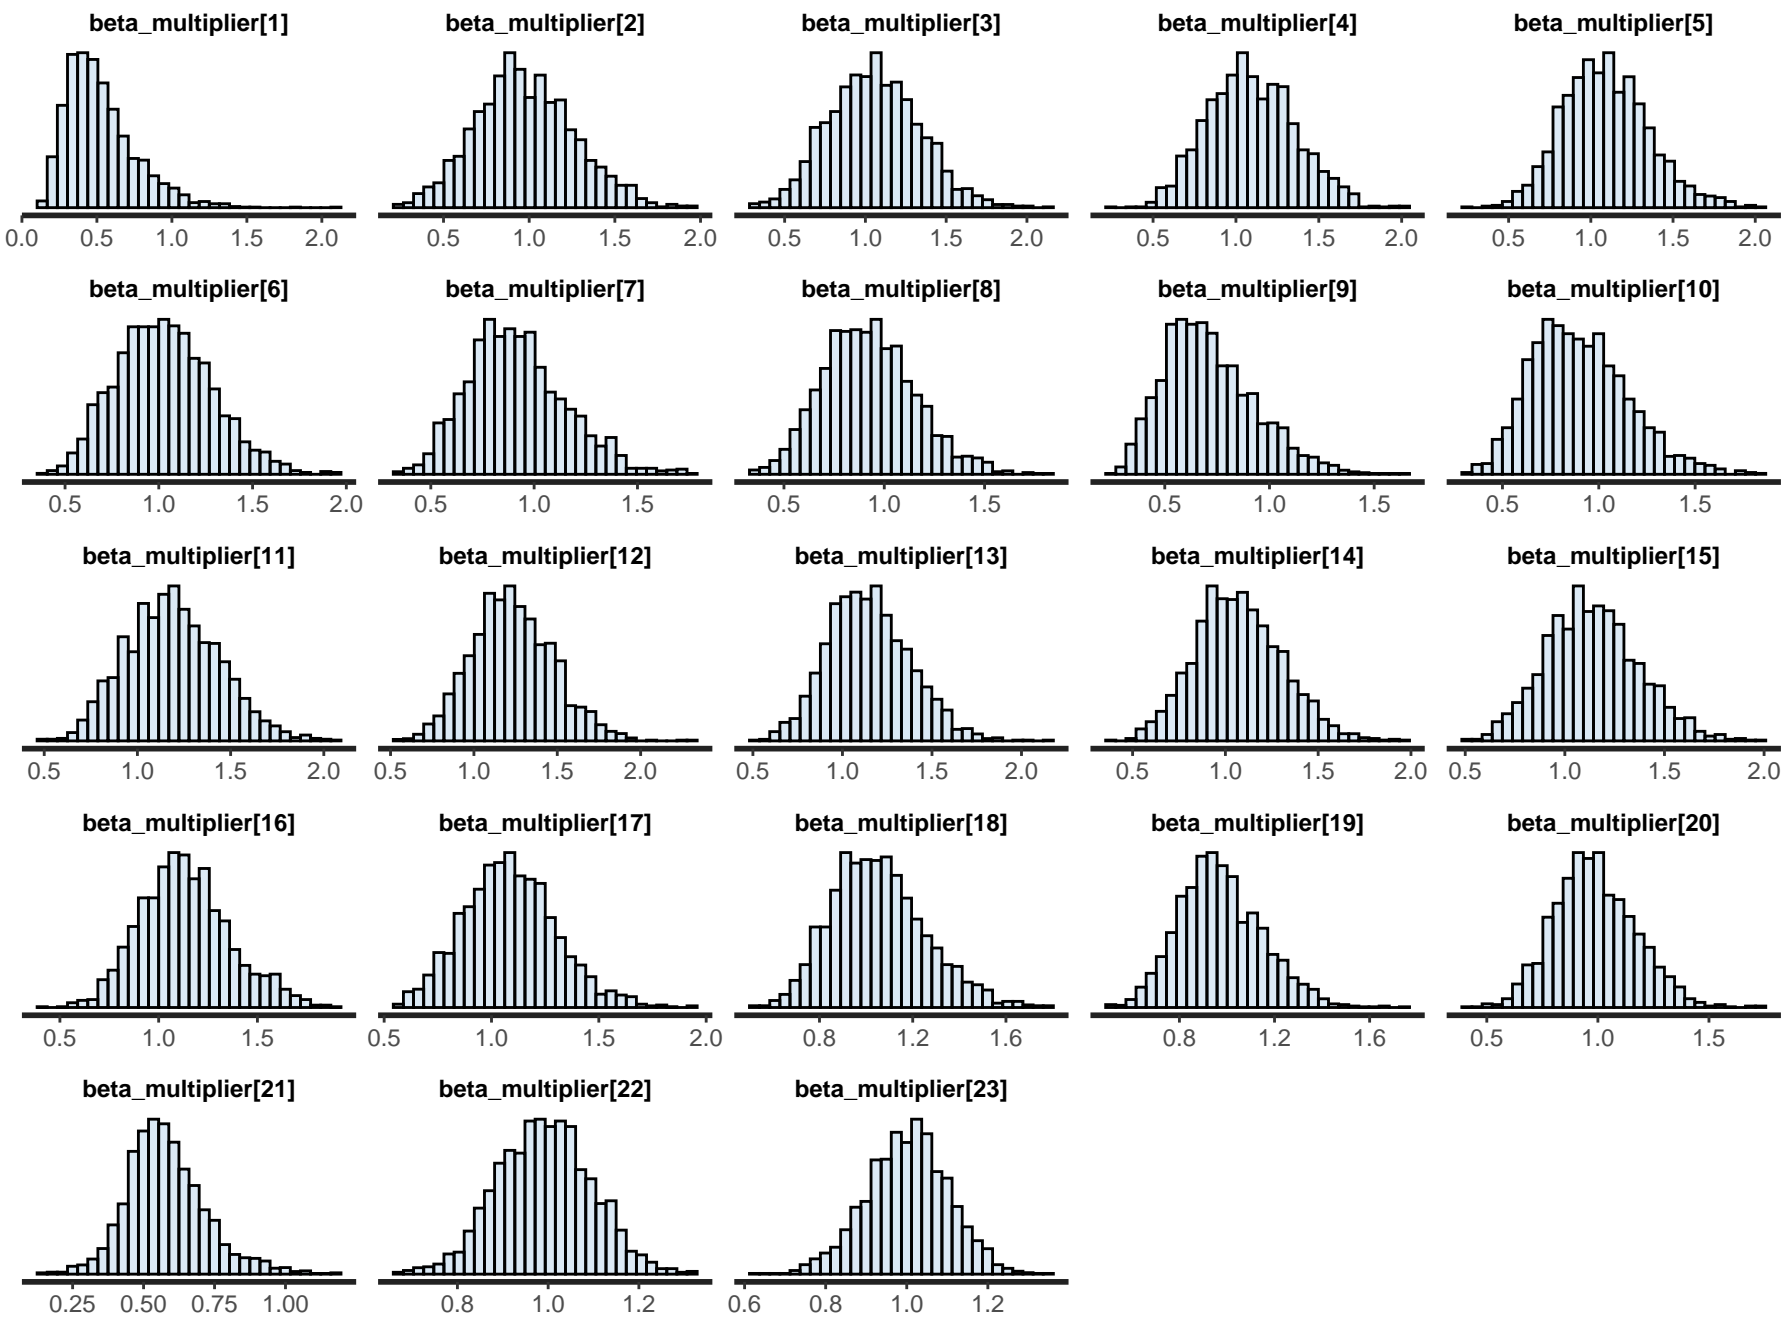 beta_multiplier[1] beta_multiplier[2] beta_multiplier[3] beta_multiplier[4] beta_multiplier[5]
0.0 0.5 1.0 1.5 2.0 0.5 1.0 1.5 2.0 0.5 1.0 1.5 2.0 0.5 1.0 1.5 2.0 0.5 1.0 1.5 2.0
beta_multiplier[6] beta_multiplier[7] beta_multiplier[8] beta_multiplier[9] beta_multiplier[10]
0.5 1.0 1.5 2.0 0.5 1.0 1.5 0.5 1.0 1.5 0.5 1.0 1.5 0.5 1.0 1.5
beta_multiplier[11] beta_multiplier[12] beta_multiplier[13] beta_multiplier[14] beta_multiplier[15]
0.5 1.0 1.5 2.0 0.5 1.0 1.5 2.0 0.5 1.0 1.5 2.0 0.5 1.0 1.5 2.0 0.5 1.0 1.5 2.0
beta_multiplier[16] beta_multiplier[17] beta_multiplier[18] beta_multiplier[19] beta_multiplier[20]
0.5 1.0 1.5 0.5 1.0 1.5 2.0 0.8 1.2 1.6 0.8 1.2 1.6 0.5 1.0 1.5
beta_multiplier[21] beta_multiplier[22] beta_multiplier[23]
0.25 0.50 0.75 1.00 0.8 1.0 1.2 0.6 0.8 1.0 1.2